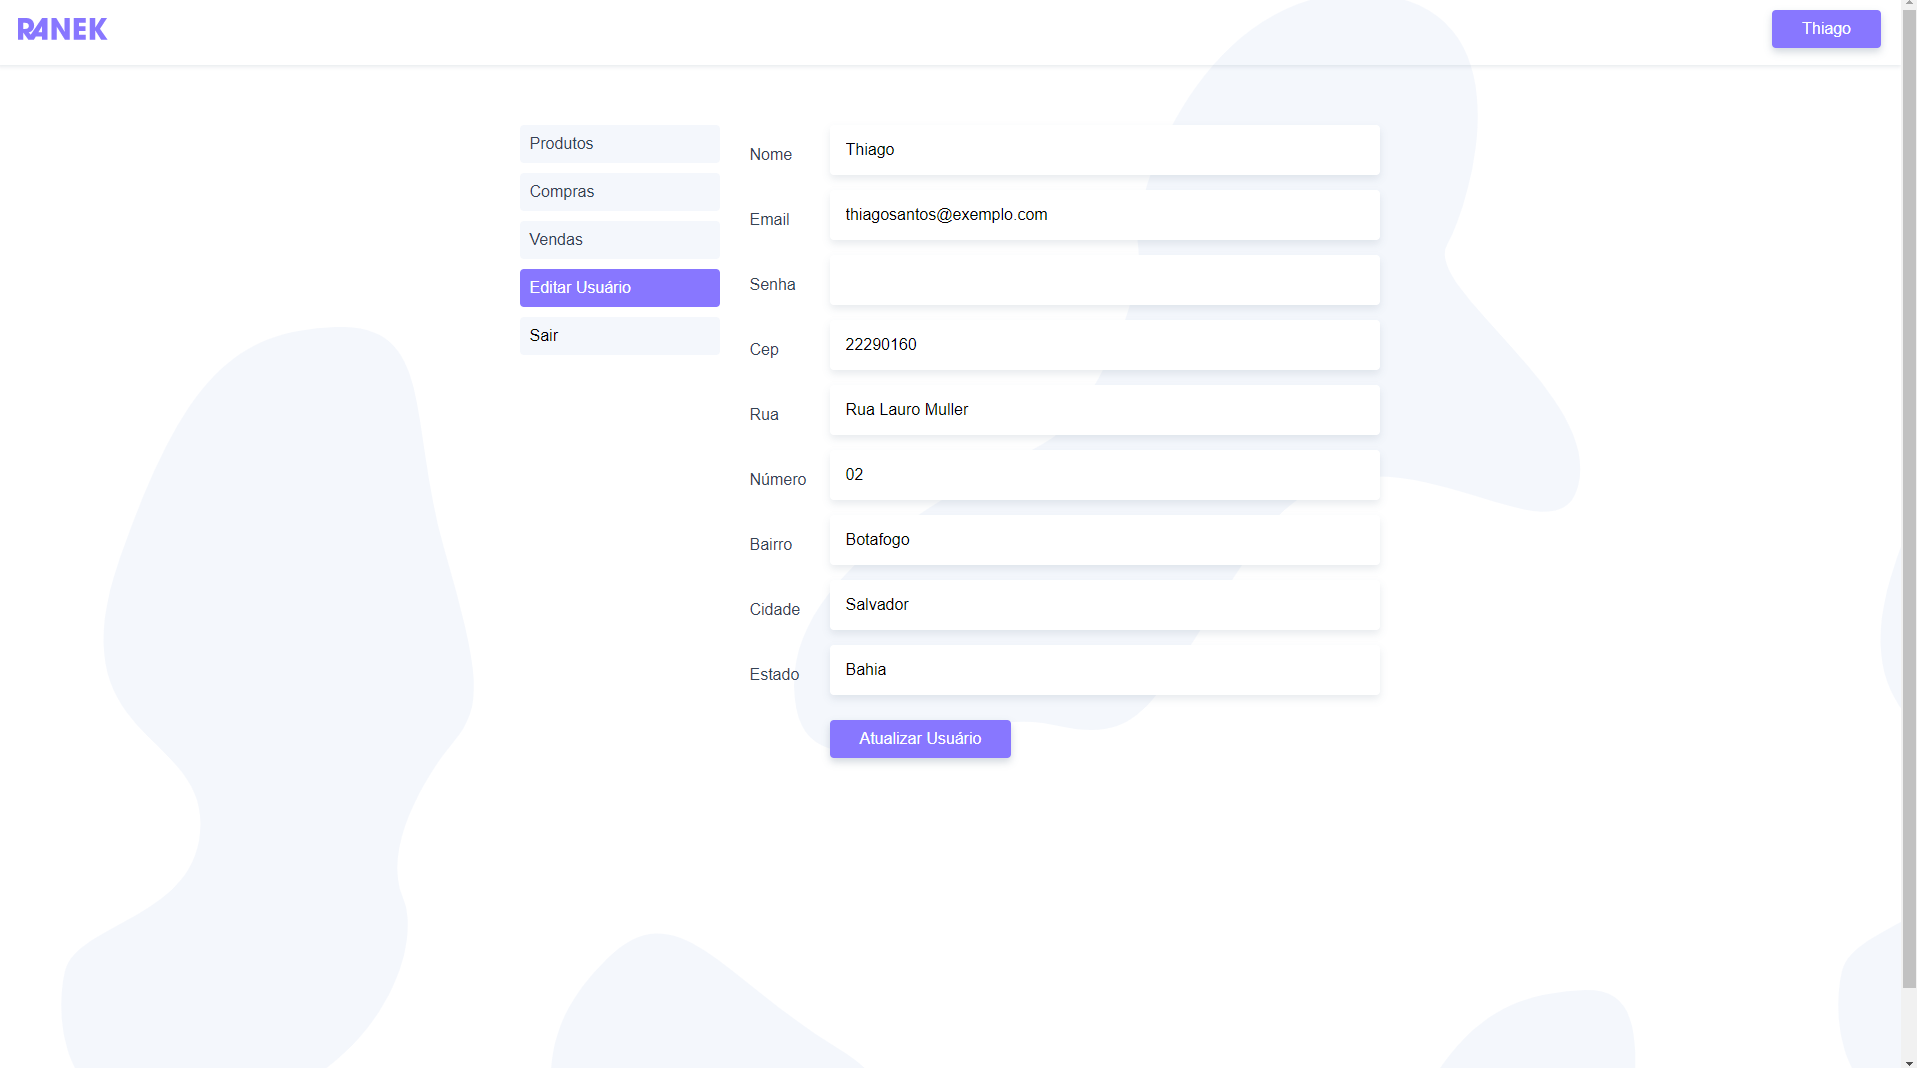 RANEK
Thiago
Produtos
Compras
Vendas
Editar Usuário
Sair
Nome
Thiago
Email
thiagosantos@exemplo.com
Senha
Cep
22290160
Rua
Rua Lauro Muller
Número
02
Bairro
Botafogo
Cidade
Salvador
Estado
Bahia
Atualizar Usuário